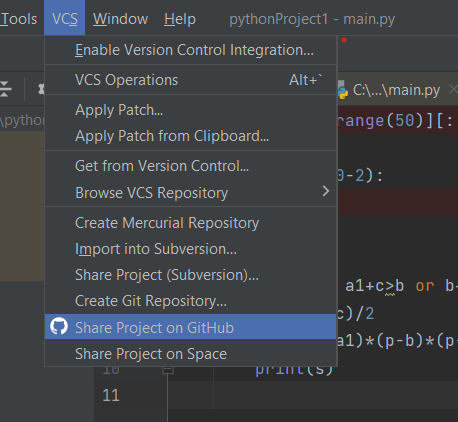 Tools VCS Window Help pythonProject1 - main.py
Enable Version Control Integration...
VCS Operations Alt+`
C:\...\main.py
Apply Patch...
\pytho
range(50)][:
Apply Patch from Clipboard...
Get from Version Control...
0-2):
Browse VCS Repository
Create Mercurial Repository
Import into Subversion...
Share Project (Subversion)...
a1+c>b or b
Create Git Repository...
c)/2
Share Project on GitHub
a1)*(p-b)*(p
Share Project on Space
10 print(s)
11